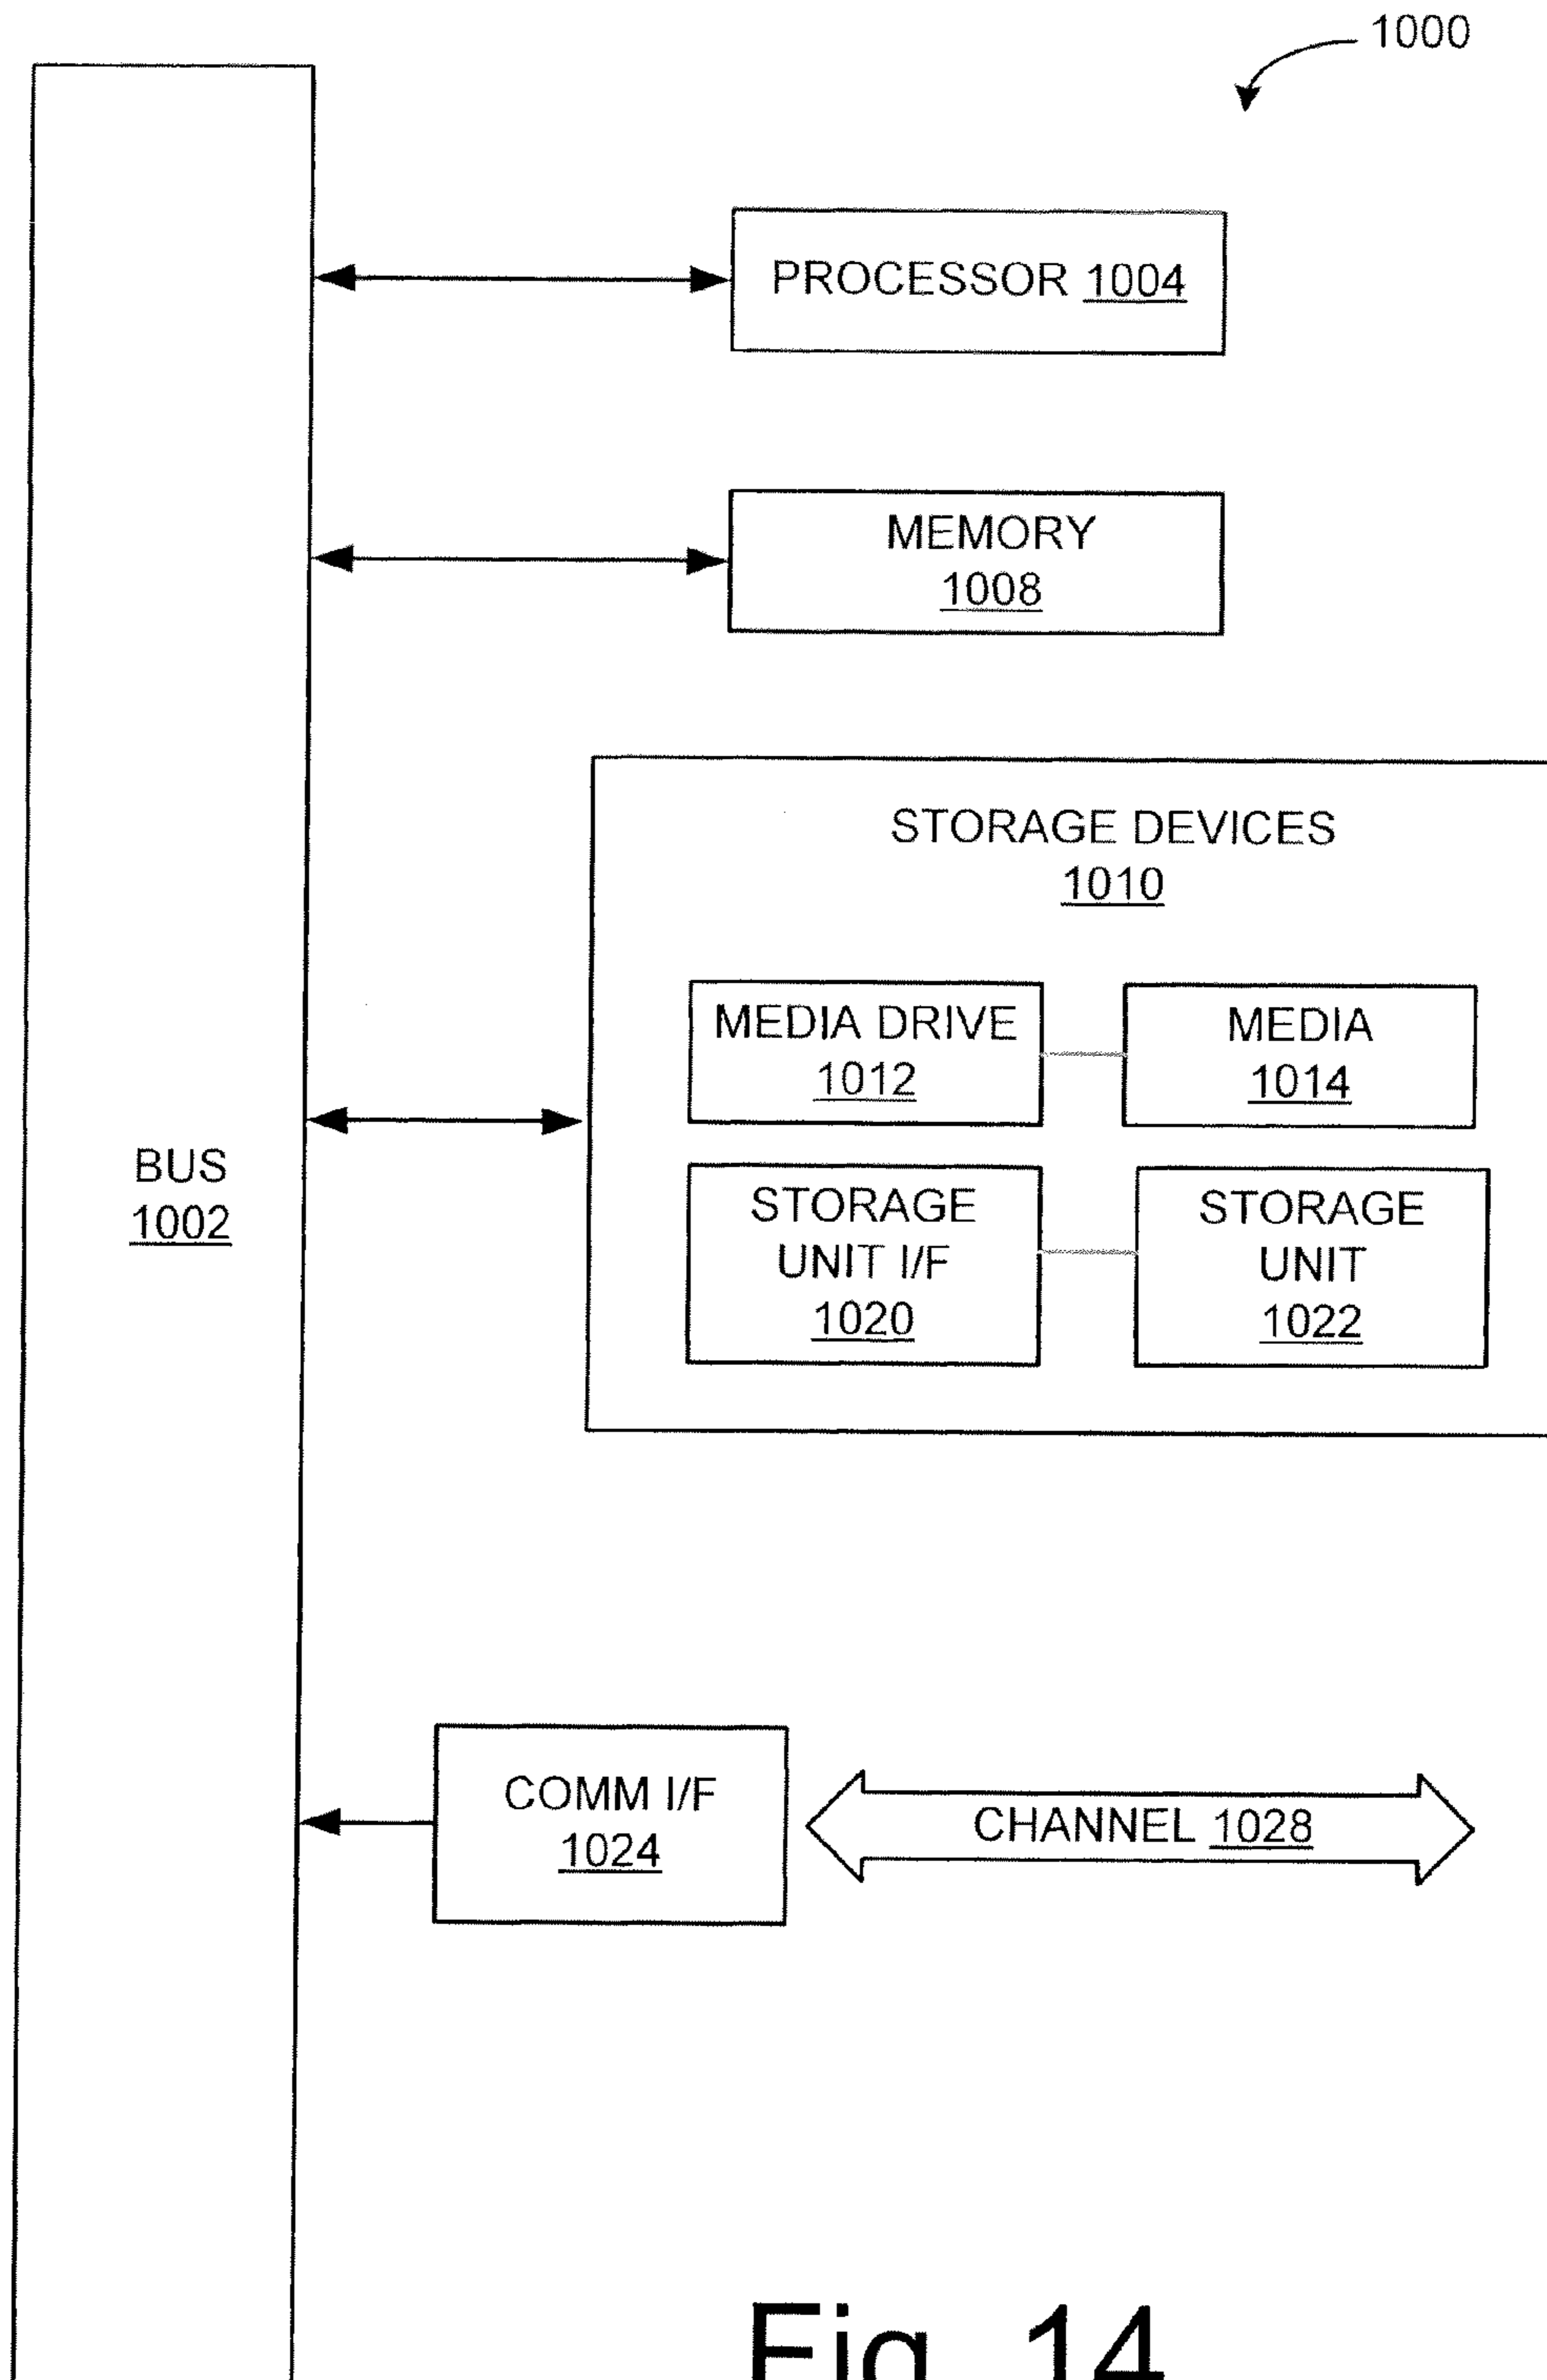 1000
PROCESSOR 1004
MEMORY
1008
STORAGE DEVICES
1010
MEDIA DRIVE
1012
MEDIA
1014
STORAGE
UNIT I/F
1020
STORAGE
UNIT
1022
BUS
1002
COMM I/F
1024
CHANNEL 1028
Fig. 14